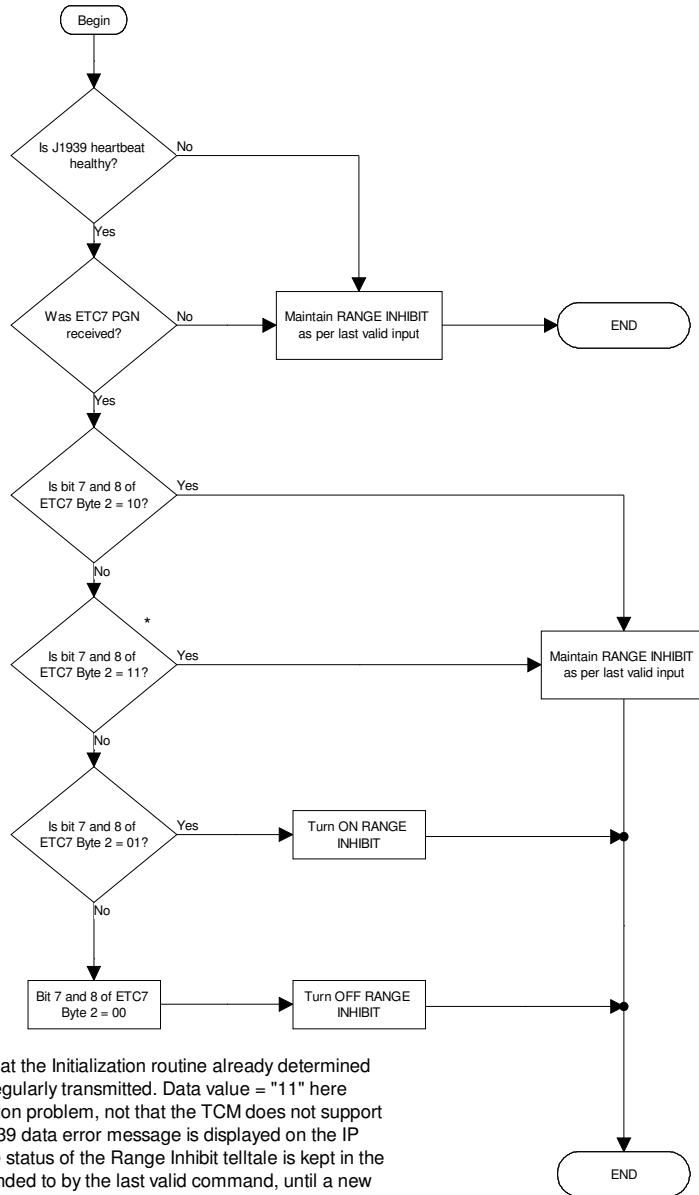 Begin
Is J1939 heartbeat
healthy?
No
Yes
Was ETC7 PGN
received?
No
Maintain RANGE INHIBIT
as per last valid input
END
Yes
Is bit 7 and 8 of
ETC7 Byte 2 = 10?
Yes
No
*
Is bit 7 and 8 of
ETC7 Byte 2 = 11?
Yes
Maintain RANGE INHIBIT
as per last valid input
No
Is bit 7 and 8 of
ETC7 Byte 2 = 01?
Yes
Turn ON RANGE
INHIBIT
No
Bit 7 and 8 of ETC7
Byte 2 = 00
Turn OFF RANGE
INHIBIT
at the Initialization routine already determined
egularly transmitted. Data value = "11" here
on problem, not that the TCM does not support
39 data error message is displayed on the IP
e status of the Range Inhibit telltale is kept in the
nded to by the last valid command, until a new
END